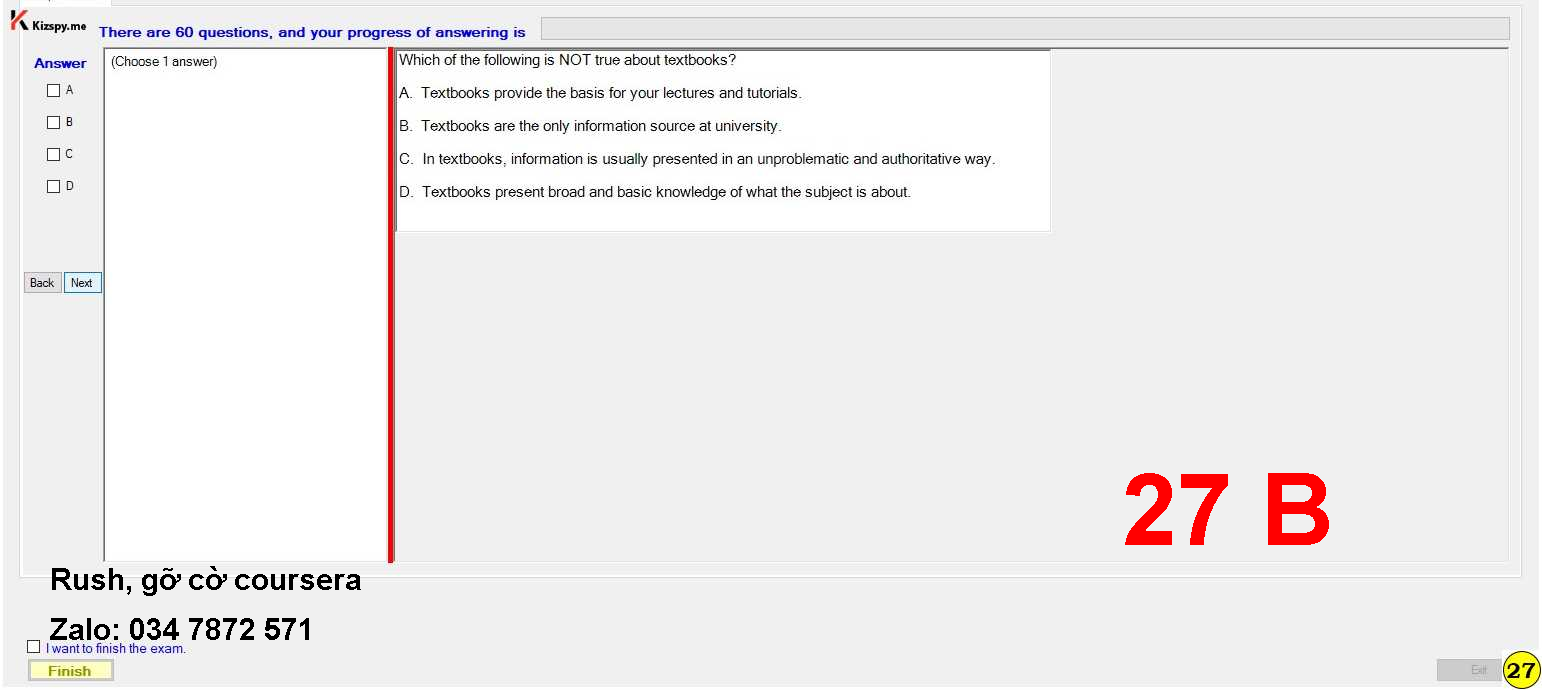 Kizspy.me
There are 60 questions, and your progress of answering is
Answer
(Choose 1 answer)
A
B
C
D
Back Next
Which of the following is NOT true about textbooks?
A. Textbooks provide the basis for your lectures and tutorials.
B. Textbooks are the only information source at university.
C. In textbooks, information is usually presented in an unproblematic and authoritative way.
D. Textbooks present broad and basic knowledge of what the subject is about.
27 B
Rush, gỡ cờ coursera
Zalo: 034 7872 571
I want to finish the exam.
Finish
Exit
27